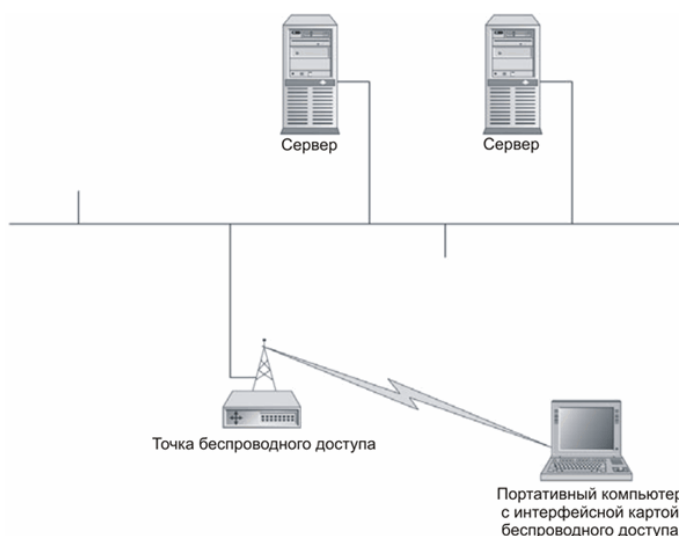 Сервер
Сервер
Точка беспроводного доступа
Портативный компьютер
с интерфейсной картой
беспроводного доступа